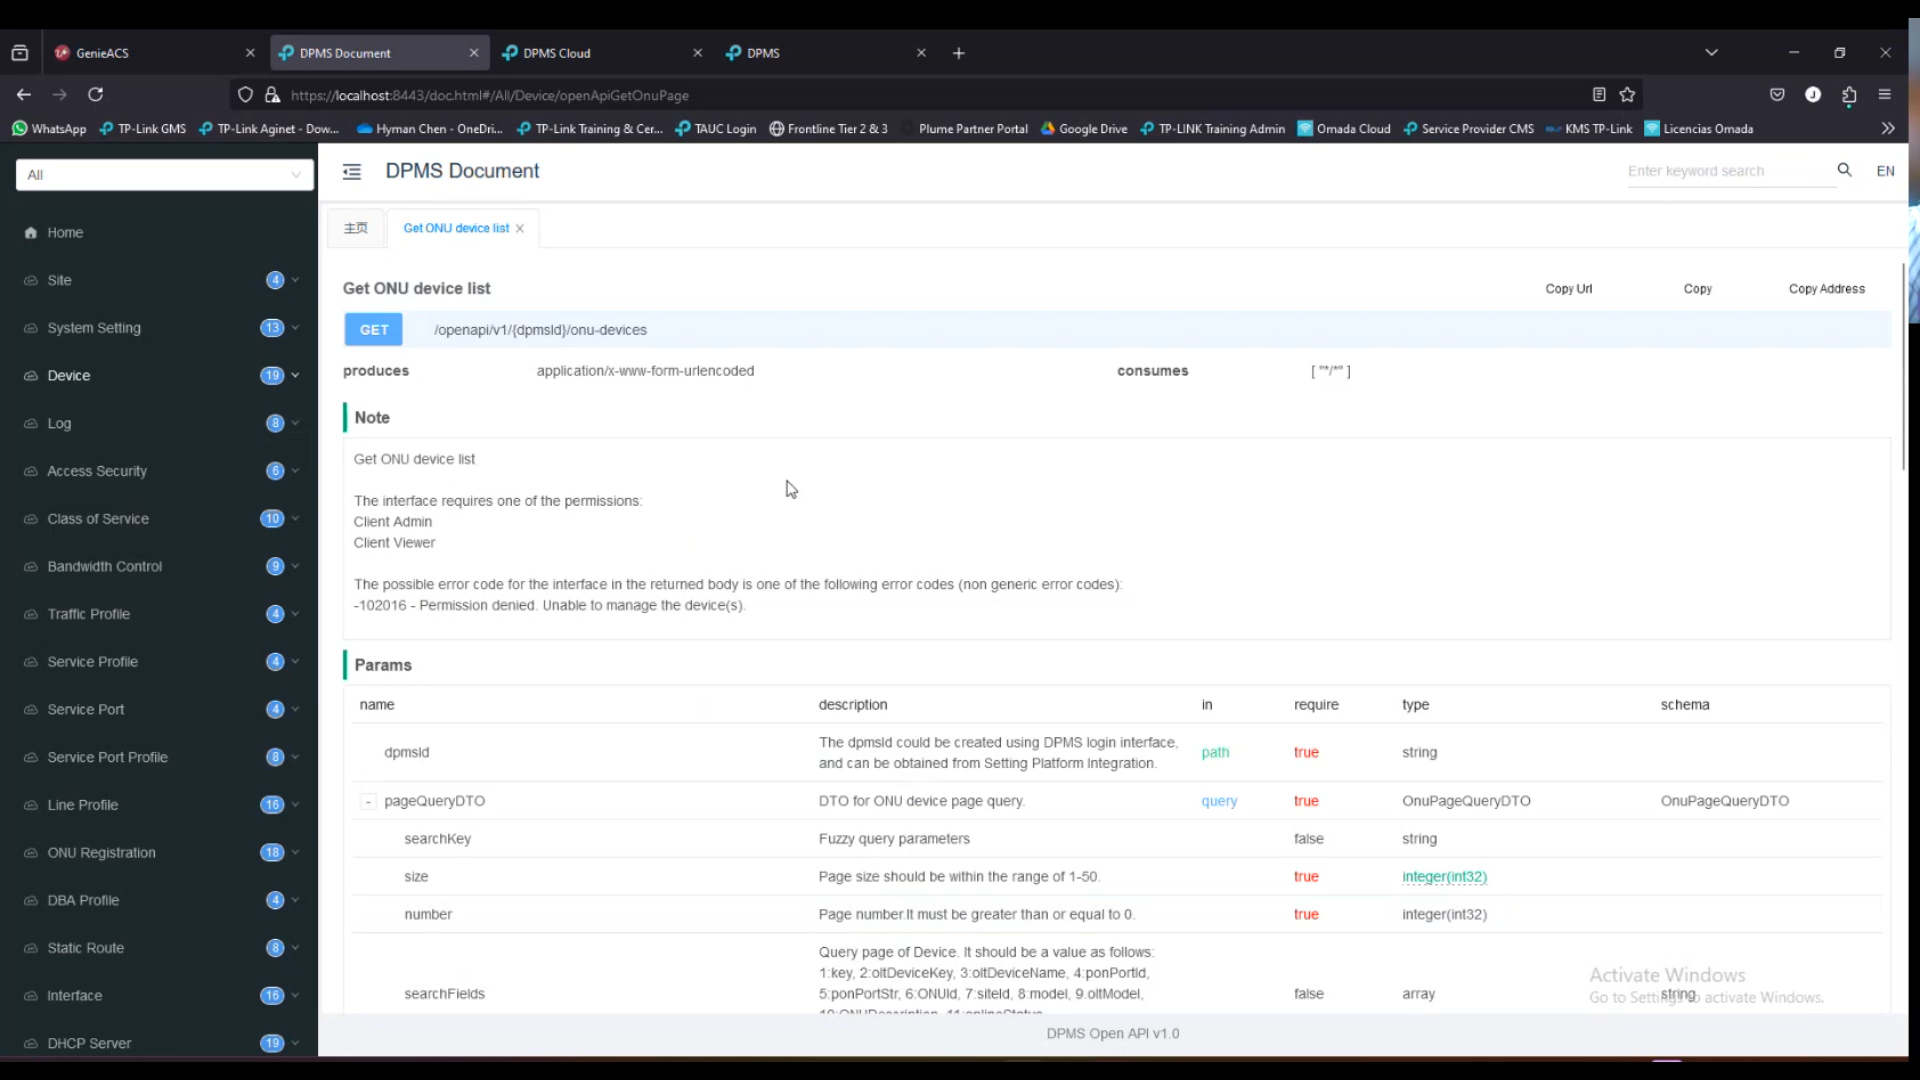 GenieACS
DPMS Document
DPMS Cloud
DPMS
https://localhost:8443/doc.html#/All/Device/openApiGetOnuPage
WhatsApp
TP-Link GMS
TP-Link Aginet - Dow...
Hyman Chen - OneDri...
TP-Link Training & Cer...
TAUC Login
Frontline Tier 2 & 3
Plume Partner Portal
Google Drive
TP-LINK Training Admin
Omada Cloud
Service Provider CMS
KMS TP-Link
Licencias Omada
All
DPMS Document
Enter keyword search
EN
Home
Site 4
System Setting 13
Device 19
Log 8
Access Security 6
Class of Service 10
Bandwidth Control 9
Traffic Profile 4
Service Profile 4
Service Port 4
Service Port Profile 8
Line Profile 16
ONU Registration 18
DBA Profile 4
Static Route 8
Interface 16
DHCP Server 19
主页
Get ONU device list
Get ONU device list
Copy Url
Copy
Copy Address
GET /openapi/v1/{dpmsId}/onu-devices
produces application/x-www-form-urlencoded consumes [ "*/*" ]
Note
Get ONU device list
The interface requires one of the permissions:
Client Admin
Client Viewer
The possible error code for the interface in the returned body is one of the following error codes (non generic error codes):
-102016 - Permission denied. Unable to manage the device(s).
Params
name description in require type schema
dpmsId The dpmsId could be created using DPMS login interface, and can be obtained from Setting Platform Integration. path true string
- pageQueryDTO DTO for ONU device page query. query true OnuPageQueryDTO OnuPageQueryDTO
searchKey Fuzzy query parameters false string
size Page size should be within the range of 1-50. true integer(int32)
number Page number.It must be greater than or equal to 0. true integer(int32)
Query page of Device. It should be a value as follows:
1:key, 2:oltDeviceKey, 3:oltDeviceName, 4:ponPortId,
searchFields 5:ponPortStr, 6:ONUId, 7:siteId, 8:model, 9.oltModel, false array string
10:ONUDescription, 11:onlineStatus
Activate Windows
Go to Settings to activate Windows.
DPMS Open API v1.0